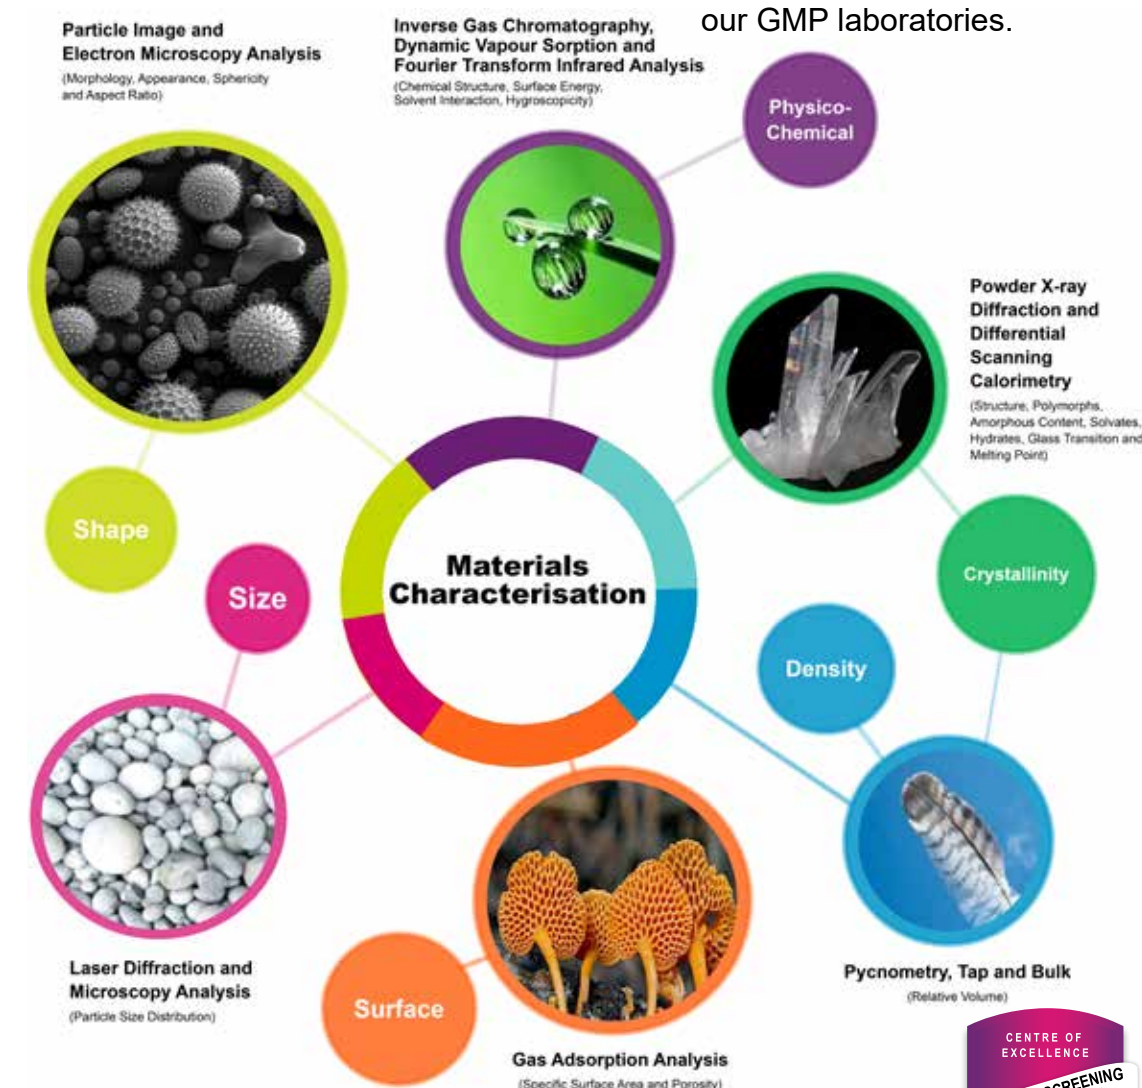 our GMP laboratories.
Particle Image and
Electron Microscopy Analysis
(Morphology, Appearance, Sphericity
and Aspect Ratio)
Inverse Gas Chromatography,
Dynamic Vapour Sorption and
Fourier Transform Infrared Analysis
(Chemical Structure, Surface Energy,
Solvent Interaction, Hygroscopicity)
Physico-
Chemical
Powder X-ray
Diffraction and
Differential
Scanning
Calorimetry
(Structure, Polymorphs,
Amorphous Content, Solvates,
Hydrates, Glass Transition and
Melting Point)
Shape
Size
Materials
Characterisation
Crystallinity
Density
Laser Diffraction and
Microscopy Analysis
(Particle Size Distribution)
Surface
Pycnometry, Tap and Bulk
(Relative Volume)
Gas Adsorption Analysis
(Specific Surface Area and Porosity)
CENTRE OF
EXCELLENCE
SCREENING